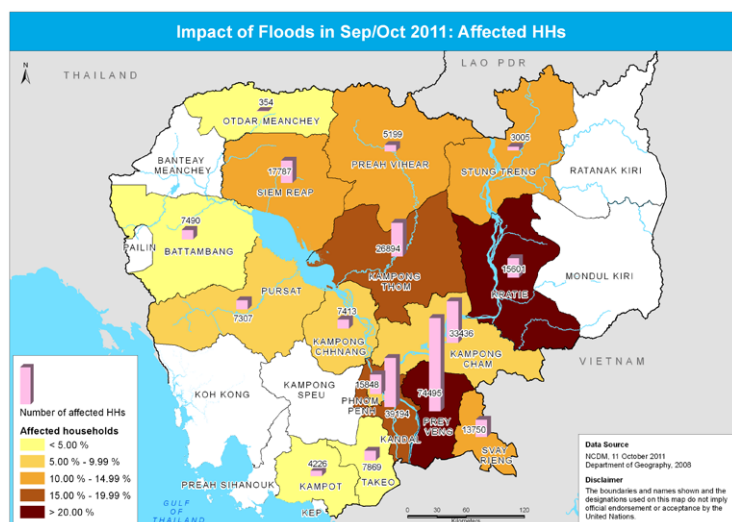 Impact of Floods in Sep/Oct 2011: Affected HHs
N
THAILAND
LAO PDR
354
OTDAR MEANCHEY
BANTEAY
MEANCHEY
17787
SIEM REAP
5199
PREAH VIHEAR
3005
STUNG TRENG
RATANAK KIRI
7490
BATTAMBANG
PAILIN
26894
KAMPONG
THOM
15601
KRATIE
MONDUL KIRI
PURSAT
7307
7413
KAMPONG
CHHNANG
33436
KAMPONG
CHAM
VIETNAM
KOH KONG
KAMPONG
SPEU
15848
PHNOM
PENH
39194
KANDAL
74495
PREY
VENG
13750
SVAY
RIENG
4226
KAMPOT
7869
TAKEO
PREAH SIHANOUK
KEP
GULF
OF
THAILAND
Number of affected HHs
Affected households
< 5.00 %
5.00 % - 9.99 %
10.00 % - 14.99 %
15.00 % - 19.99 %
> 20.00 %
0 30 60 120
Kilometers
Data Source
NCDM, 11 October 2011
Department of Geography, 2008
Disclaimer
The boundaries and names shown and the
designations used on this map do not imply
official endorsement or acceptance by the
United Nations.